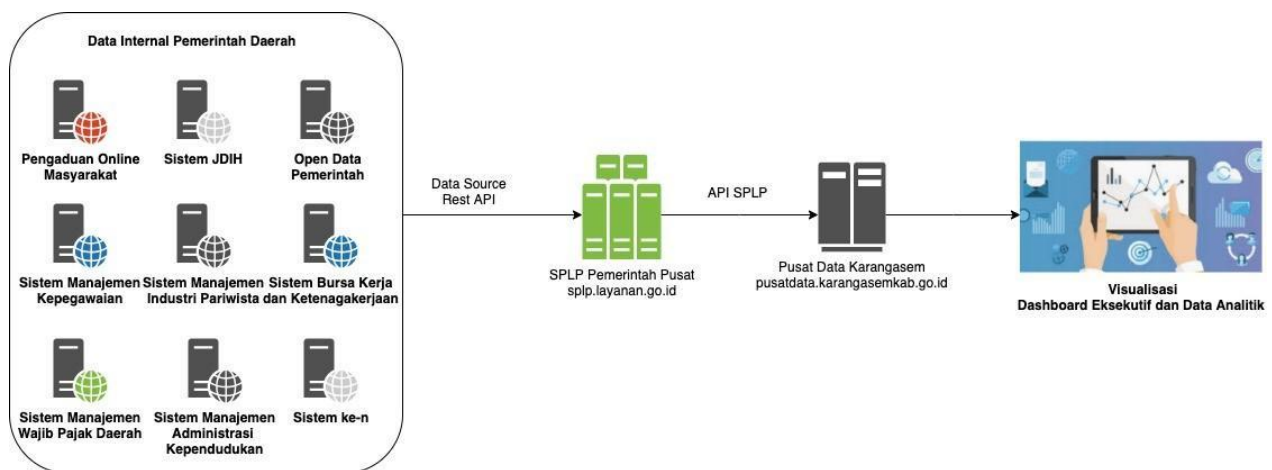 Data Internal Pemerintah Daerah
Pengaduan Online
Masyarakat
Sistem JDIH
Open Data
Pemerintah
Sistem Manajemen
Kepegawaian
Sistem Manajemen
Industri Pariwista
Sistem Bursa Kerja
dan Ketenagakerjaan
Sistem Manajemen
Wajib Pajak Daerah
Sistem Manajemen
Administrasi
Kependudukan
Sistem ke-n
Data Source
Rest API
SPLP Pemerintah Pusat
splp.layanan.go.id
API SPLP
Pusat Data Karangasem
pusatdata.karangasemkab.go.id
Visualisasi
Dashboard Eksekutif dan Data Analitik